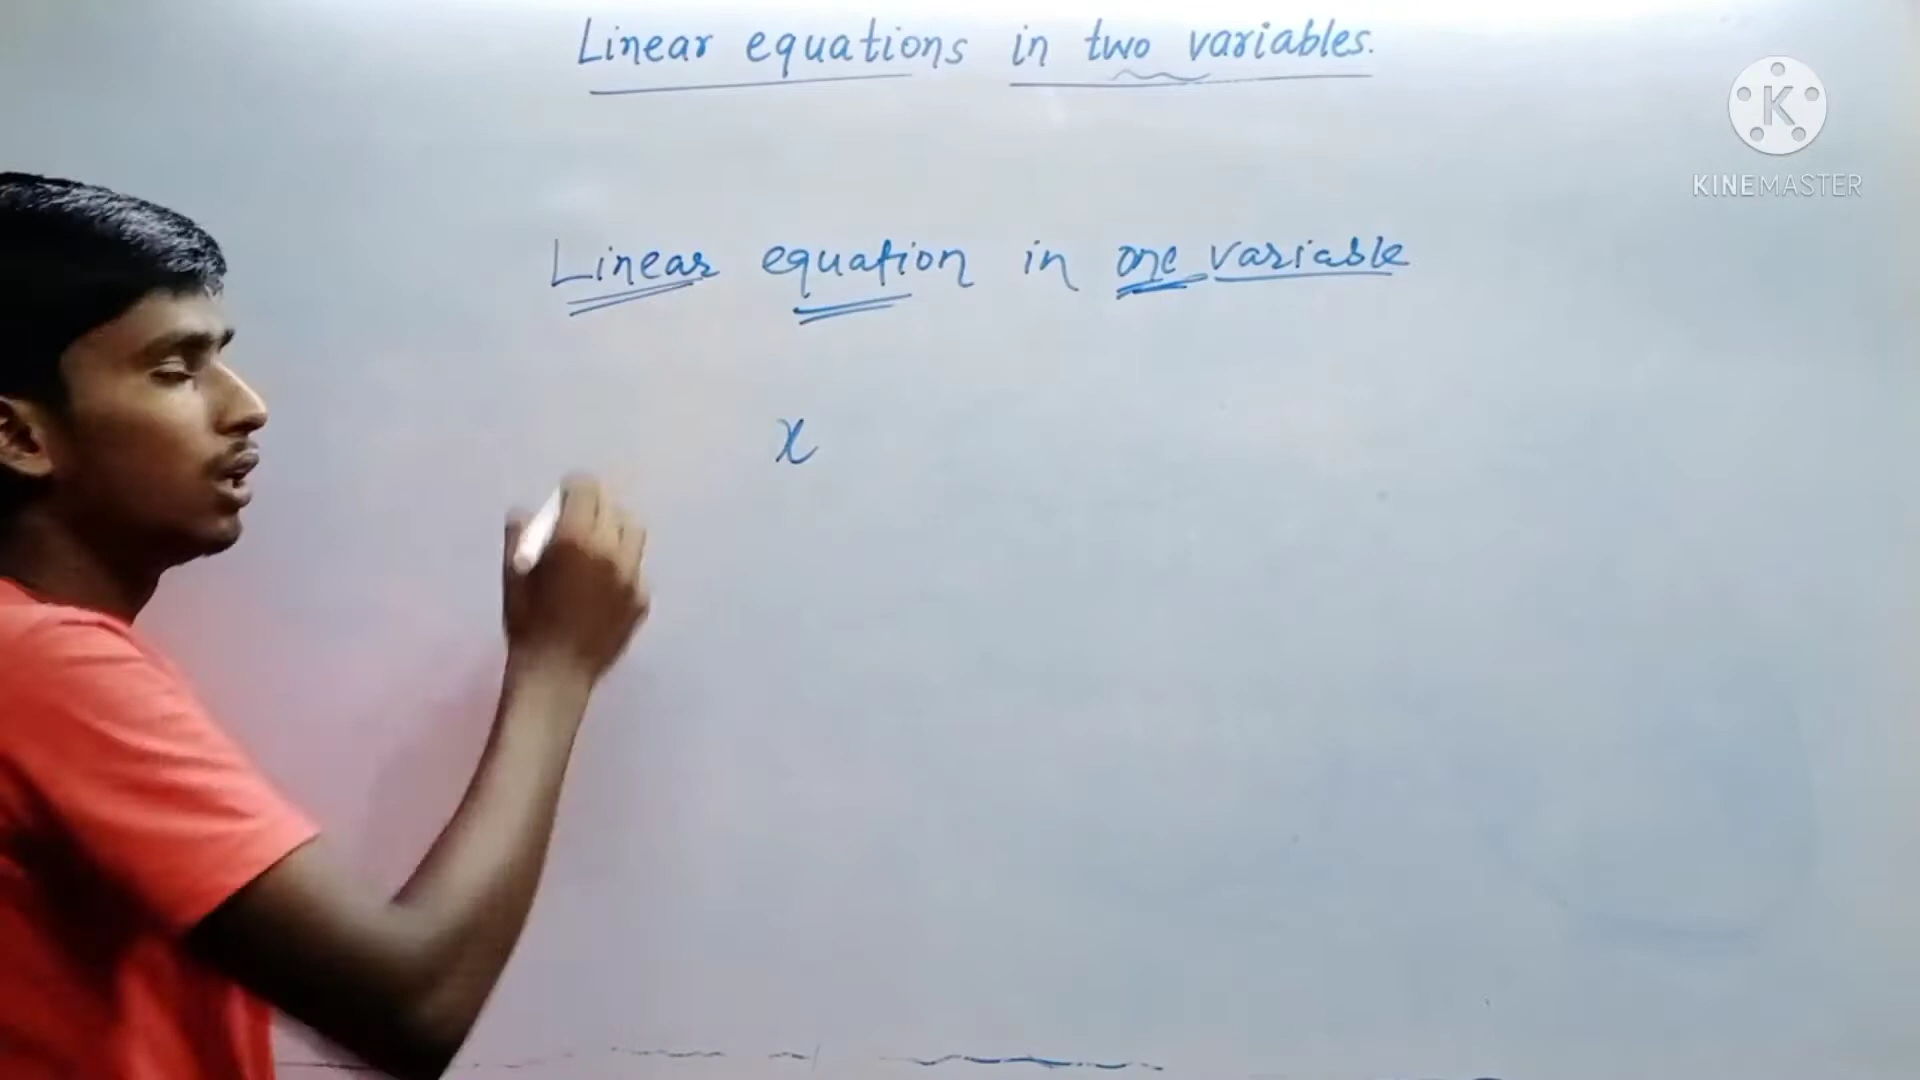 Linear equations in two variables.
K
KINEMASTER
Linear equation in one variable
x